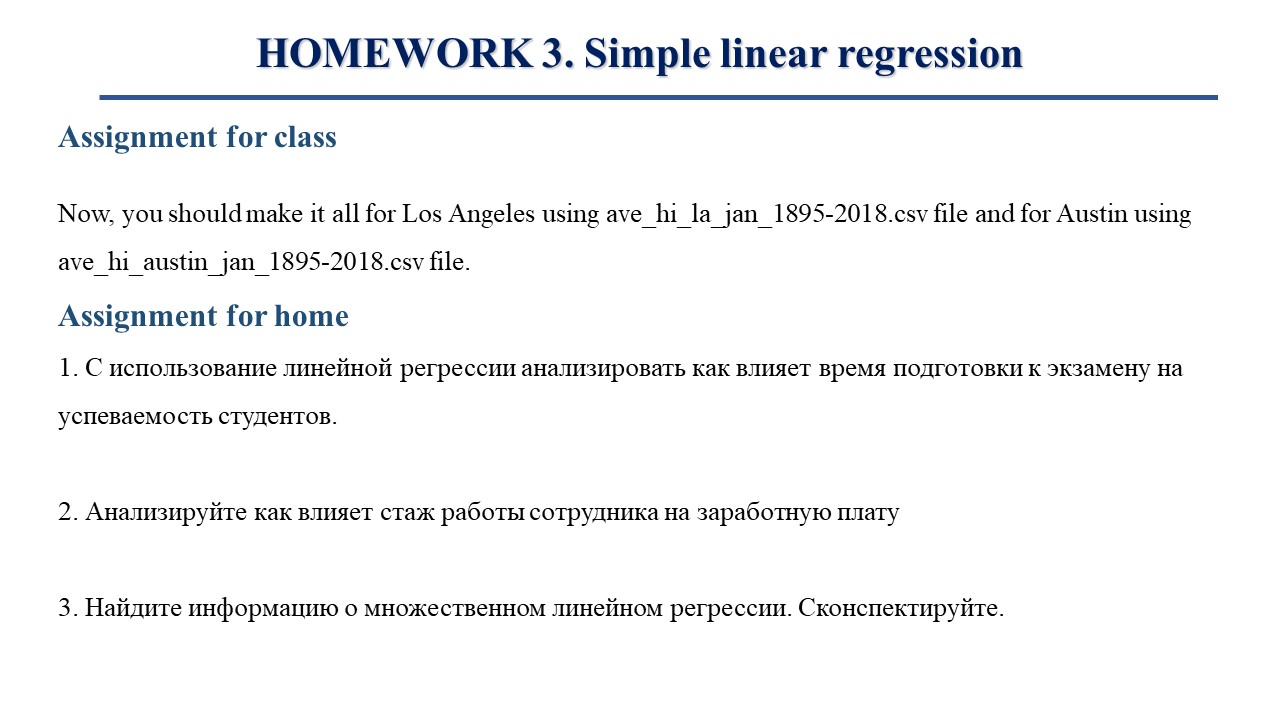 HOMEWORK 3. Simple linear regression
Assignment for class
Now, you should make it all for Los Angeles using ave_hi_la_jan_1895-2018.csv file and for Austin using
ave_hi_austin_jan_1895-2018.csv file.
Assignment for home
1. С использование линейной регрессии анализировать как влияет время подготовки к экзамену на
успеваемость студентов.
2. Анализируйте как влияет стаж работы сотрудника на заработную плату
3. Найдите информацию о множественном линейном регрессии. Сконспектируйте.